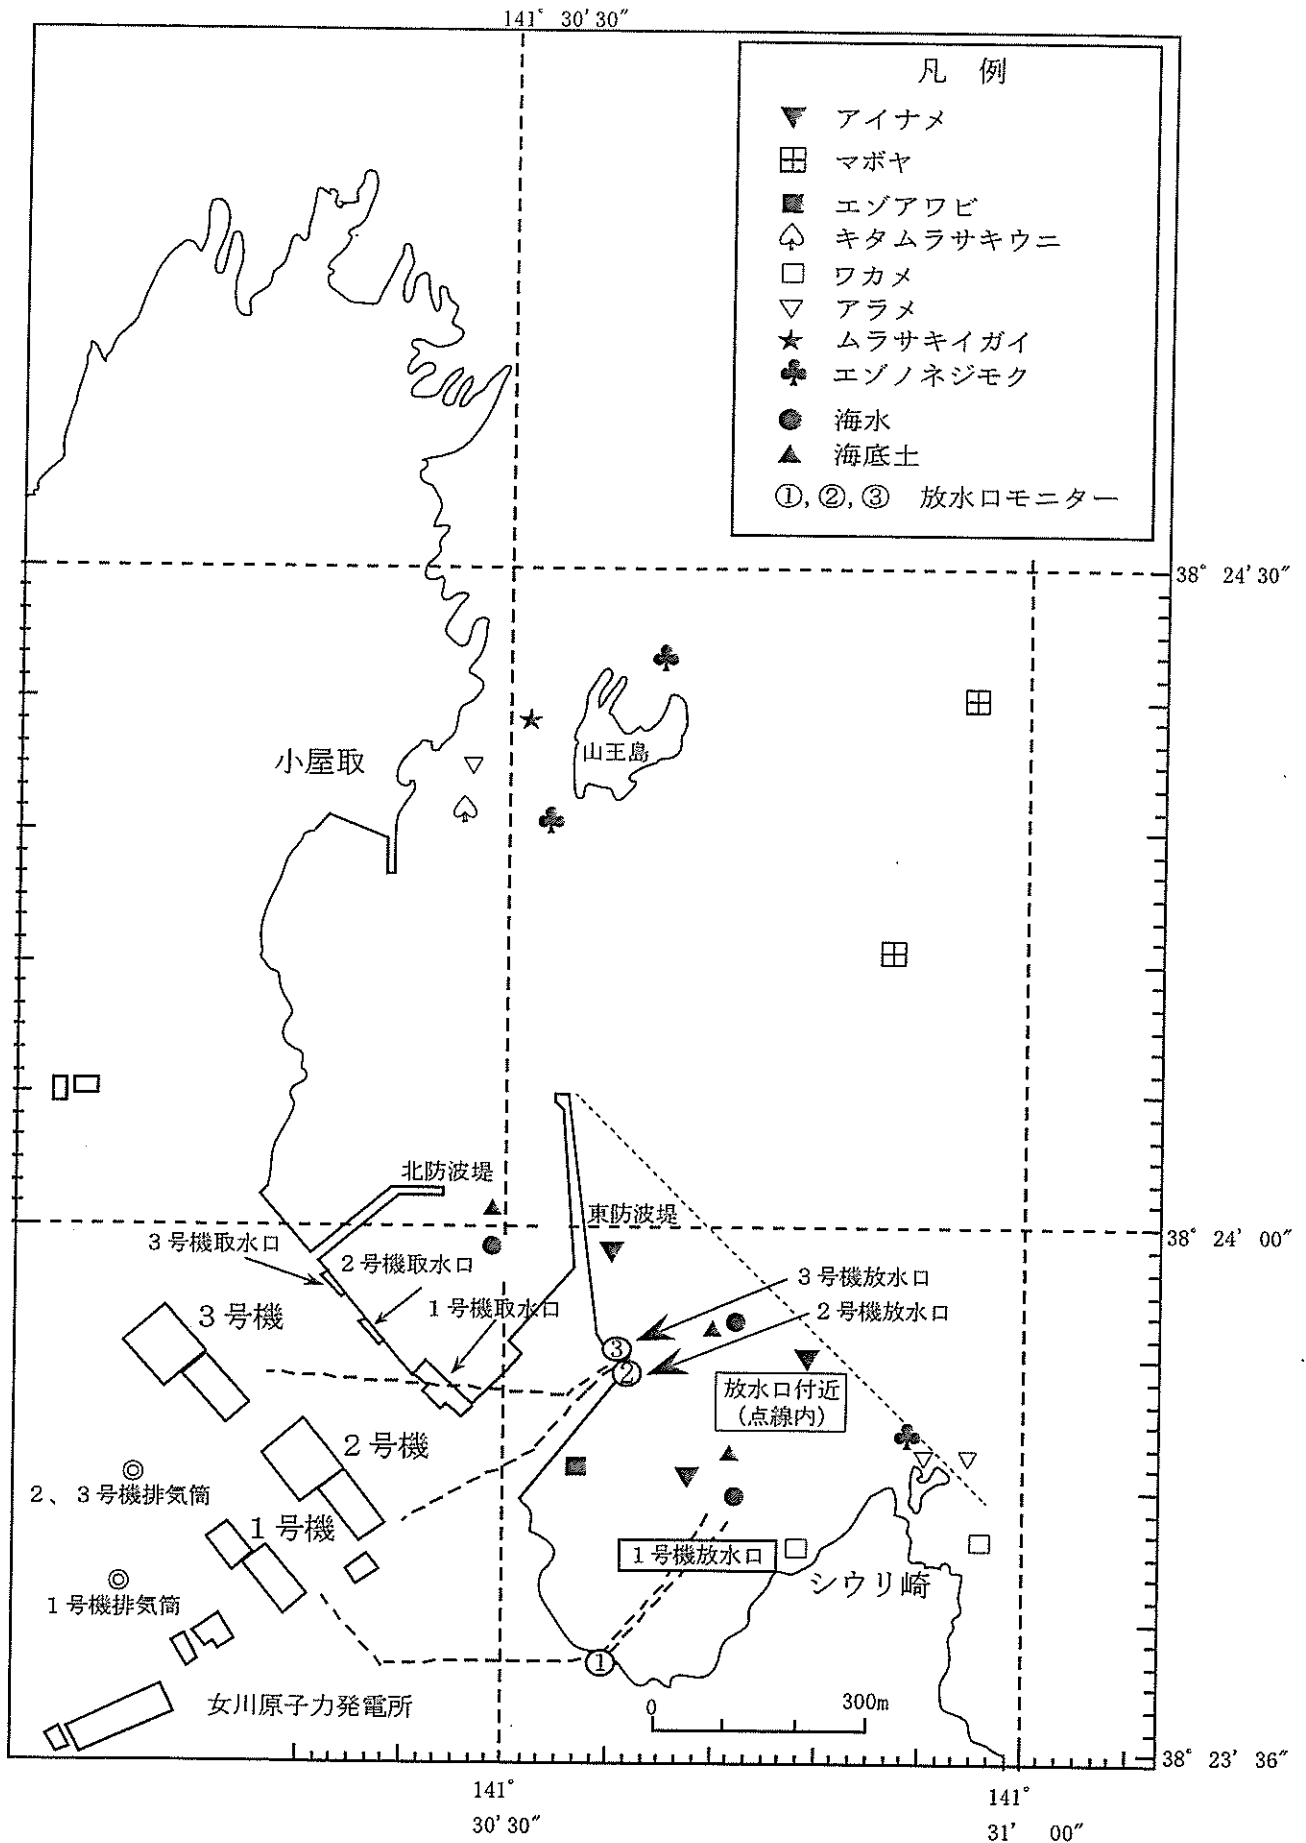 141° 30′30″
凡 例
アイナメ
マボヤ
エゾアワビ
キタムラサキウニ
ワカメ
アラメ
ムラサキイガイ
エゾノネジモク
海水
海底土
①,②,③ 放水口モニター
38° 24′30″
山王島
小屋取
北防波堤
東防波堤
38° 24′00″
3号機取水口
2号機取水口
3号機放水口
1号機取水口
2号機放水口
3号機
③
②
放水口付近
(点線内)
2号機
2、3号機排気筒
1号機
1号機放水口
シウリ崎
1号機排気筒
①
女川原子力発電所
0 300m
38° 23′36″
141°
30′30″
141°
31′00″